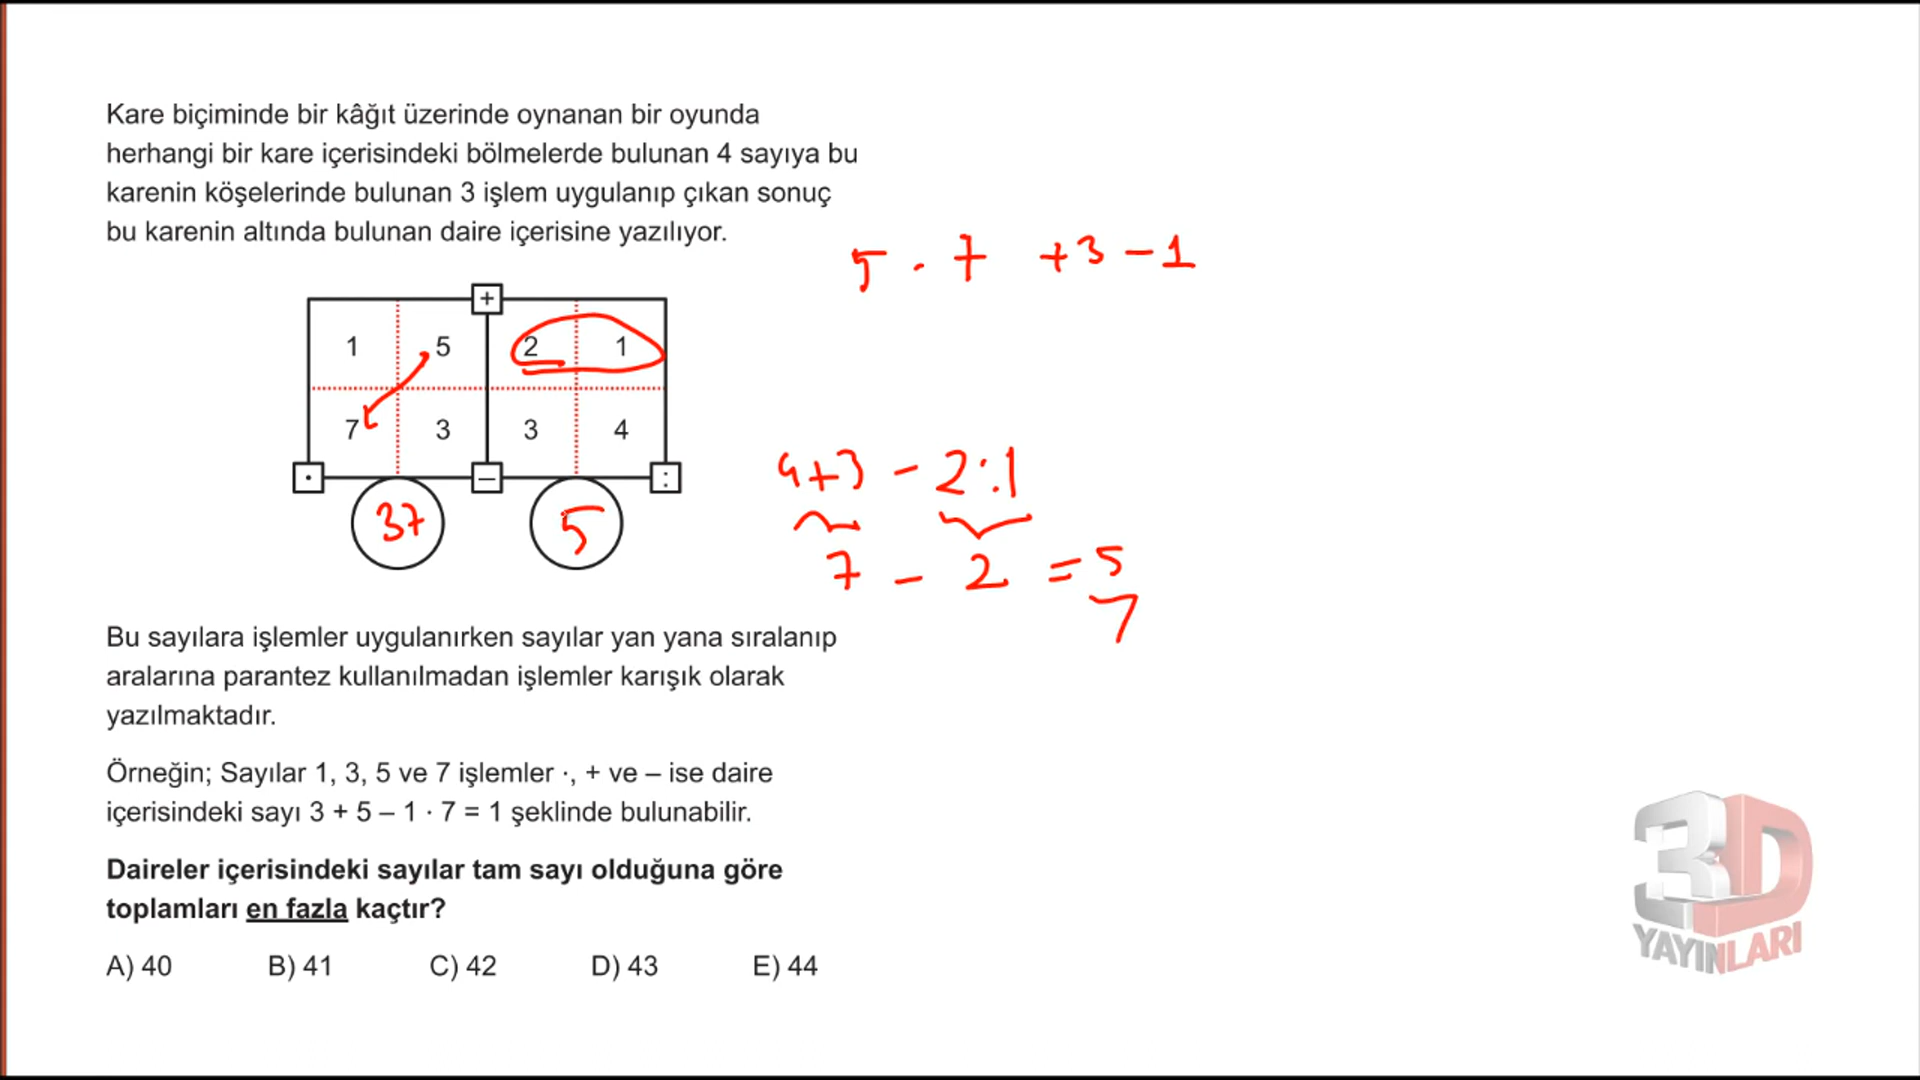 Kare biçiminde bir kâğıt üzerinde oynanan bir oyunda
herhangi bir kare içerisindeki bölmelerde bulunan 4 sayıya bu
karenin köşelerinde bulunan 3 işlem uygulanıp çıkan sonuç
bu karenin altında bulunan daire içerisine yazılıyor.
5 . 7 + 3 - 1
+
1 5 2 1
7 3 3 4
· – :
37 5
4+3 - 2:1
7 - 2 = 5
7
Bu sayılara işlemler uygulanırken sayılar yan yana sıralanıp
aralarına parantez kullanılmadan işlemler karışık olarak
yazılmaktadır.
Örneğin; Sayılar 1, 3, 5 ve 7 işlemler ·, + ve – ise daire
içerisindeki sayı 3 + 5 – 1 · 7 = 1 şeklinde bulunabilir.
Daireler içerisindeki sayılar tam sayı olduğuna göre
toplamları en fazla kaçtır?
A) 40 B) 41 C) 42 D) 43 E) 44
3D
YAYINLARI